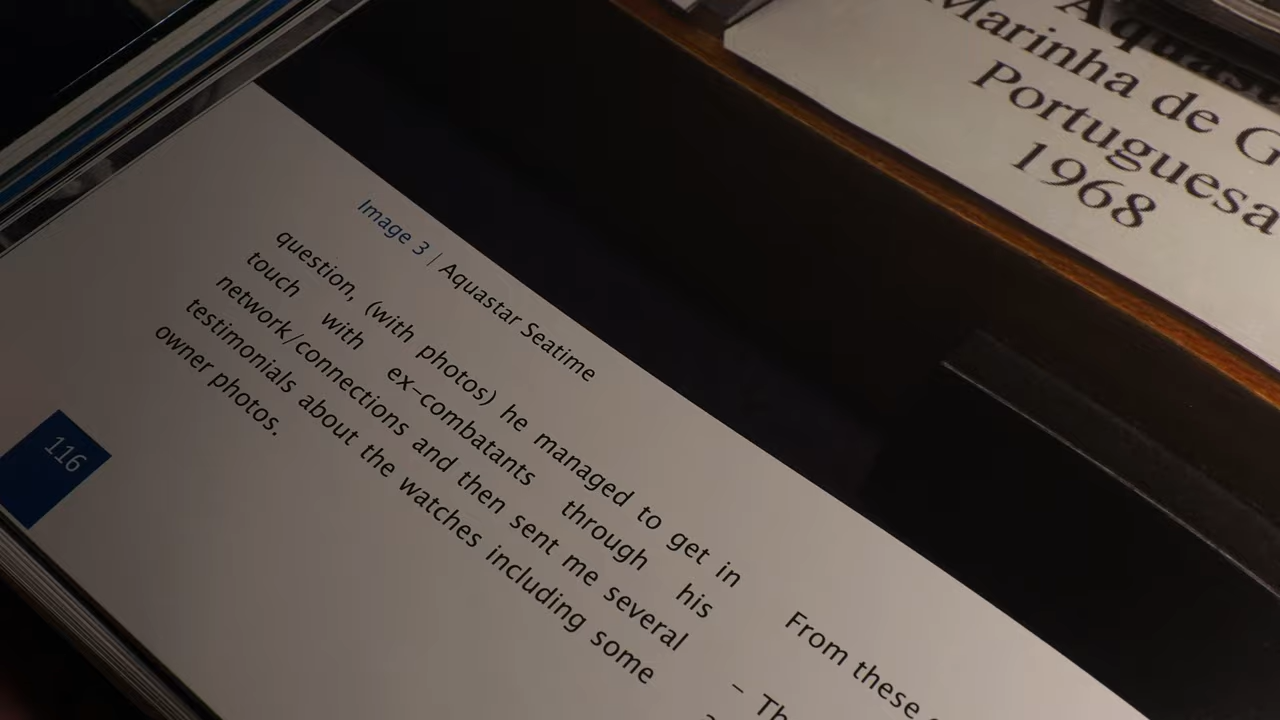 Marinha de
Portuguesa
1968
Image 3 | Aquastar Seatime
question, (with photos) he managed to get in
touch with ex-combatants through his
network/connections and then sent me several
testimonials about the watches including some
owner photos.
From these
116